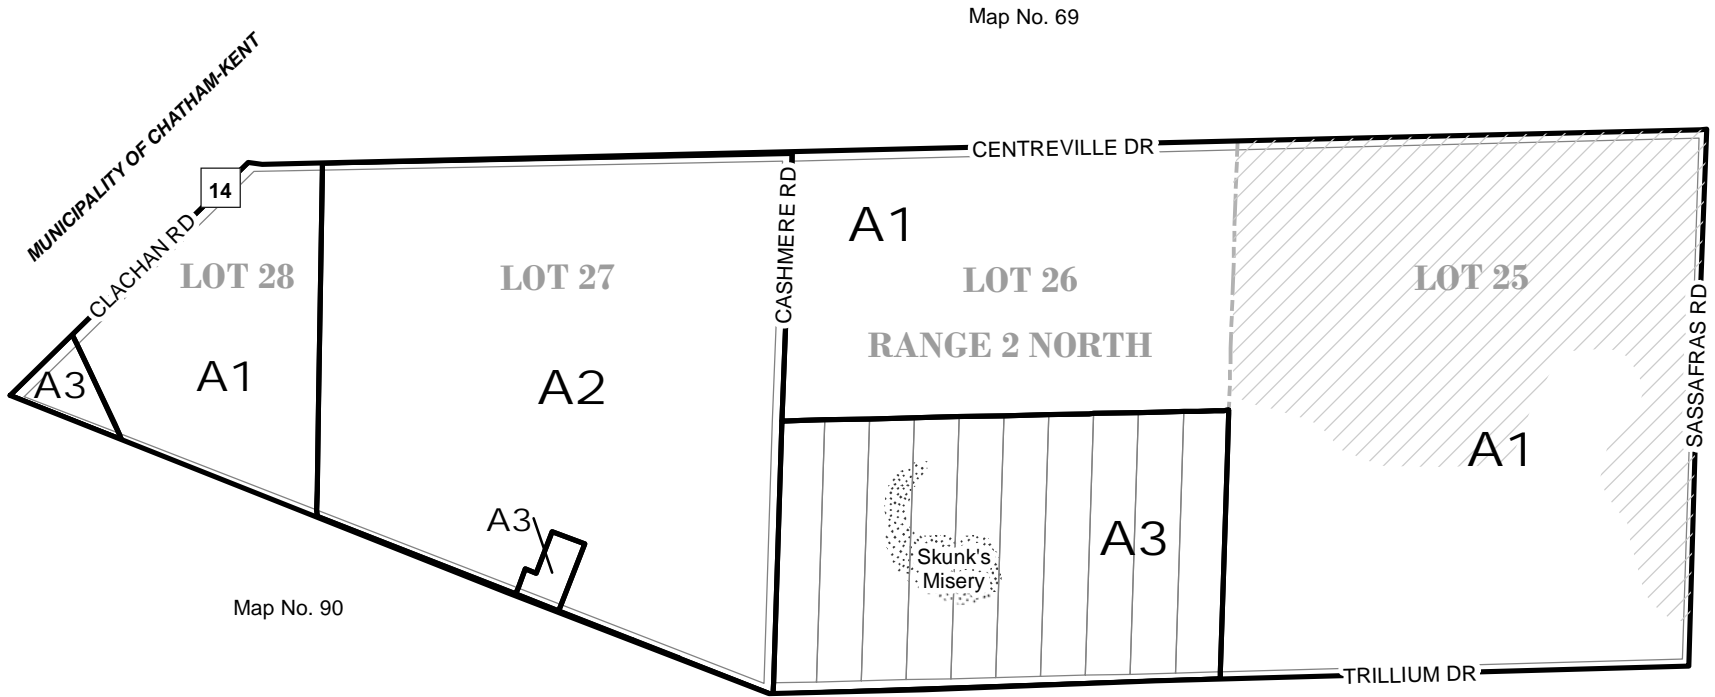 Map No. 69
MUNICIPALITY OF CHATHAM-KENT
CENTREVILLE DR
14
CLACHAN RD
CASHMERE RD
A1
LOT 28
LOT 27
LOT 26
LOT 25
RANGE 2 NORTH
SASSAFRAS RD
A3
A1
A2
A1
A3
A3
Skunk's
Misery
Map No. 90
TRILLIUM DR